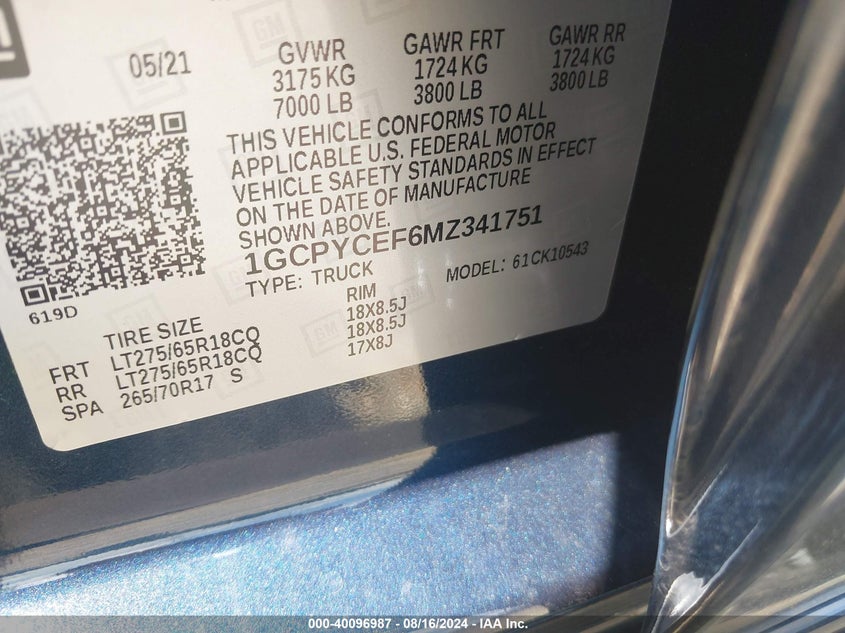 GM
05/21 GVWR GAWR FRT GAWR RR
3175 KG 1724 KG 1724 KG
7000 LB 3800 LB 3800 LB
THIS VEHICLE CONFORMS TO ALL
APPLICABLE U.S. FEDERAL MOTOR
VEHICLE SAFETY STANDARDS IN EFFECT
ON THE DATE OF MANUFACTURE
SHOWN ABOVE.
1GCPYCEF6MZ341751
TYPE: TRUCK MODEL: 61CK10543
619D
TIRE SIZE RIM
FRT LT275/65R18CQ 18X8.5J
RR LT275/65R18CQ 18X8.5J
SPA 265/70R17 S 17X8J
000-40096987 - 08/16/2024 - IAA Inc.